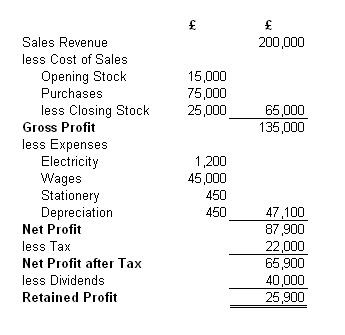 £ £
Sales Revenue 200,000
less Cost of Sales
Opening Stock 15,000
Purchases 75,000
less Closing Stock 25,000 65,000
Gross Profit 135,000
less Expenses
Electricity 1,200
Wages 45,000
Stationery 450
Depreciation 450 47,100
Net Profit 87,900
less Tax 22,000
Net Profit after Tax 65,900
less Dividends 40,000
Retained Profit 25,900